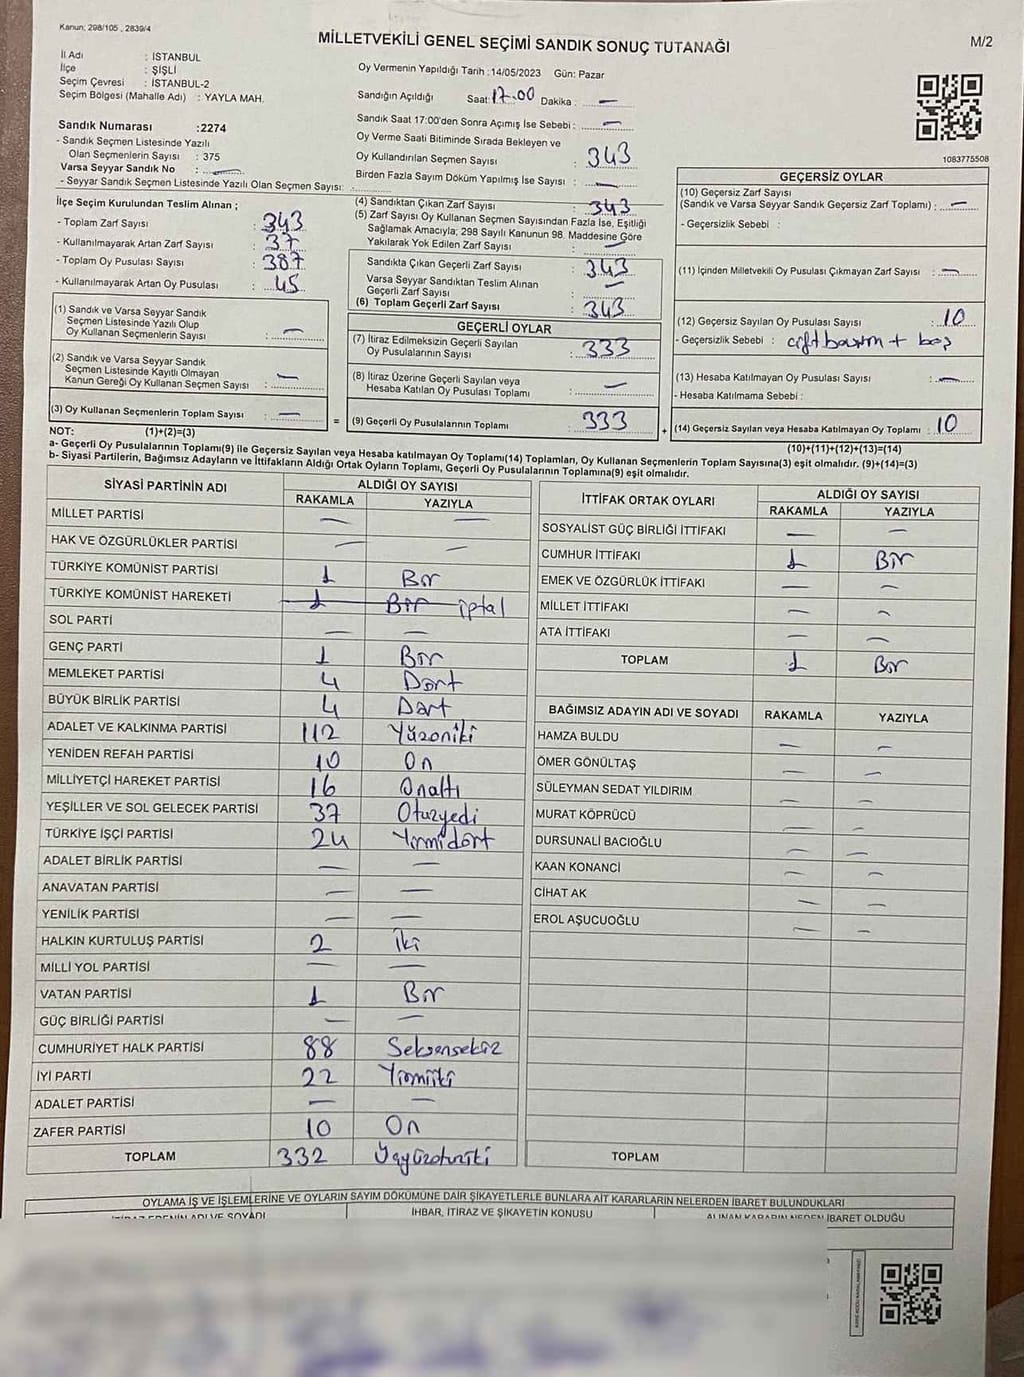 Kanun: 298/105 , 2839/4
MİLLETVEKİLİ GENEL SEÇİMİ SANDIK SONUÇ TUTANAĞI
M/2
İl Adı : İSTANBUL
İlçe : ŞİŞLİ
Seçim Çevresi : İSTANBUL-2
Seçim Bölgesi (Mahalle Adı) : YAYLA MAH.
Sandık Numarası :2274
- Sandık Seçmen Listesinde Yazılı
Olan Seçmenlerin Sayısı : 375
Varsa Seyyar Sandık No : —
- Seyyar Sandık Seçmen Listesinde Yazılı Olan Seçmen Sayısı:
İlçe Seçim Kurulundan Teslim Alınan ;
- Toplam Zarf Sayısı : 343
- Kullanılmayarak Artan Zarf Sayısı : 37
- Toplam Oy Pusulası Sayısı : 387
- Kullanılmayarak Artan Oy Pusulası : 45
Oy Vermenin Yapıldığı Tarih :14/05/2023 Gün: Pazar
Sandığın Açıldığı Saat: 17.00 Dakika : —
Sandık Saat 17:00'den Sonra Açımış İse Sebebi : —
Oy Verme Saati Bitiminde Sırada Bekleyen ve
Oy Kullandırılan Seçmen Sayısı : 343
Birden Fazla Sayım Döküm Yapılmış İse Sayısı : —
(4) Sandıktan Çıkan Zarf Sayısı : 343
(5) Zarf Sayısı Oy Kullanan Seçmen Sayısından Fazla İse, Eşitliği
Sağlamak Amacıyla; 298 Sayılı Kanunun 98. Maddesine Göre
Yakılarak Yok Edilen Zarf Sayısı : —
Sandıkta Çıkan Geçerli Zarf Sayısı : 343
Varsa Seyyar Sandıktan Teslim Alınan
Geçerli Zarf Sayısı : —
(6) Toplam Geçerli Zarf Sayısı : 343
1083775508
GEÇERSİZ OYLAR
(10) Geçersiz Zarf Sayısı
(Sandık ve Varsa Seyyar Sandık Geçersiz Zarf Toplamı) : —
- Geçersizlik Sebebi :
(11) İçinden Milletvekili Oy Pusulası Çıkmayan Zarf Sayısı : —
(12) Geçersiz Sayılan Oy Pusulası Sayısı : 10
- Geçersizlik Sebebi : çift basım + boş
(13) Hesaba Katılmayan Oy Pusulası Sayısı : —
- Hesaba Katılmama Sebebi :
(14) Geçersiz Sayılan veya Hesaba Katılmayan Oy Toplamı : 10
(10)+(11)+(12)+(13)=(14)
(1) Sandık ve Varsa Seyyar Sandık
Seçmen Listesinde Yazılı Olup
Oy Kullanan Seçmenlerin Sayısı : —
(2) Sandık ve Varsa Seyyar Sandık
Seçmen Listesinde Kayıtlı Olmayan
Kanun Gereği Oy Kullanan Seçmen Sayısı : —
(3) Oy Kullanan Seçmenlerin Toplam Sayısı : —
(1)+(2)=(3)
GEÇERLİ OYLAR
(7) İtiraz Edilmeksizin Geçerli Sayılan
Oy Pusulalarının Sayısı : 333
(8) İtiraz Üzerine Geçerli Sayılan veya
Hesaba Katılan Oy Pusulası Toplamı : —
= (9) Geçerli Oy Pusulalarının Toplamı : 333 +
NOT:
a- Geçerli Oy Pusulalarının Toplamı(9) ile Geçersiz Sayılan veya Hesaba katılmayan Oy Toplamı(14) Toplamları, Oy Kullanan Seçmenlerin Toplam Sayısına(3) eşit olmalıdır. (9)+(14)=(3)
b- Siyasi Partilerin, Bağımsız Adayların ve İttifakların Aldığı Ortak Oyların Toplamı, Geçerli Oy Pusulalarının Toplamına(9) eşit olmalıdır.
SİYASİ PARTİNİN ADI ALDIĞI OY SAYISI
RAKAMLA YAZIYLA
MİLLET PARTİSİ — —
HAK VE ÖZGÜRLÜKLER PARTİSİ — —
TÜRKİYE KOMÜNİST PARTİSİ 1 Bir
TÜRKİYE KOMÜNİST HAREKETİ 1 Bir iptal
SOL PARTİ — —
GENÇ PARTİ 1 Bir
MEMLEKET PARTİSİ 4 Dört
BÜYÜK BİRLİK PARTİSİ 4 Dört
ADALET VE KALKINMA PARTİSİ 112 Yüzoniki
YENİDEN REFAH PARTİSİ 10 On
MİLLİYETÇİ HAREKET PARTİSİ 16 Onaltı
YEŞİLLER VE SOL GELECEK PARTİSİ 37 Otuzyedi
TÜRKİYE İŞÇİ PARTİSİ 24 Yirmidört
ADALET BİRLİK PARTİSİ — —
ANAVATAN PARTİSİ — —
YENİLİK PARTİSİ — —
HALKIN KURTULUŞ PARTİSİ 2 İki
MİLLİ YOL PARTİSİ — —
VATAN PARTİSİ 1 Bir
GÜÇ BİRLİĞİ PARTİSİ — —
CUMHURİYET HALK PARTİSİ 88 Seksensekiz
İYİ PARTİ 22 Yirmiiki
ADALET PARTİSİ — —
ZAFER PARTİSİ 10 On
TOPLAM 332 Üçyüzotuziki
İTTİFAK ORTAK OYLARI ALDIĞI OY SAYISI
RAKAMLA YAZIYLA
SOSYALİST GÜÇ BİRLİĞİ İTTİFAKI — —
CUMHUR İTTİFAKI 1 Bir
EMEK VE ÖZGÜRLÜK İTTİFAKI — —
MİLLET İTTİFAKI — —
ATA İTTİFAKI — —
TOPLAM 1 Bir
BAĞIMSIZ ADAYIN ADI VE SOYADI RAKAMLA YAZIYLA
HAMZA BULDU — —
ÖMER GÖNÜLTAŞ — —
SÜLEYMAN SEDAT YILDIRIM — —
MURAT KÖPRÜCÜ — —
DURSUNALİ BACIOĞLU — —
KAAN KONANCİ — —
CİHAT AK — —
EROL AŞUCUOĞLU — —
TOPLAM
OYLAMA İŞ VE İŞLEMLERİNE VE OYLARIN SAYIM DÖKÜMÜNE DAİR ŞİKAYETLERLE BUNLARA AİT KARARLARIN NELERDEN İBARET BULUNDUKLARI
İTİRAZ EDENİN ADI VE SOYADI İHBAR, İTİRAZ VE ŞİKAYETİN KONUSU ALINAN KARARIN NEDEN İBARET OLDUĞU